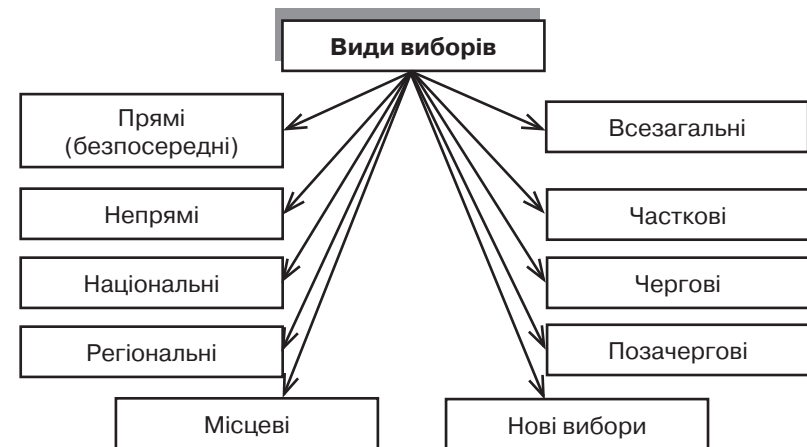 Види виборів
Прямі
(безпосередні)
Непрямі
Національні
Регіональні
Місцеві
Всезагальні
Часткові
Чергові
Позачергові
Нові вибори